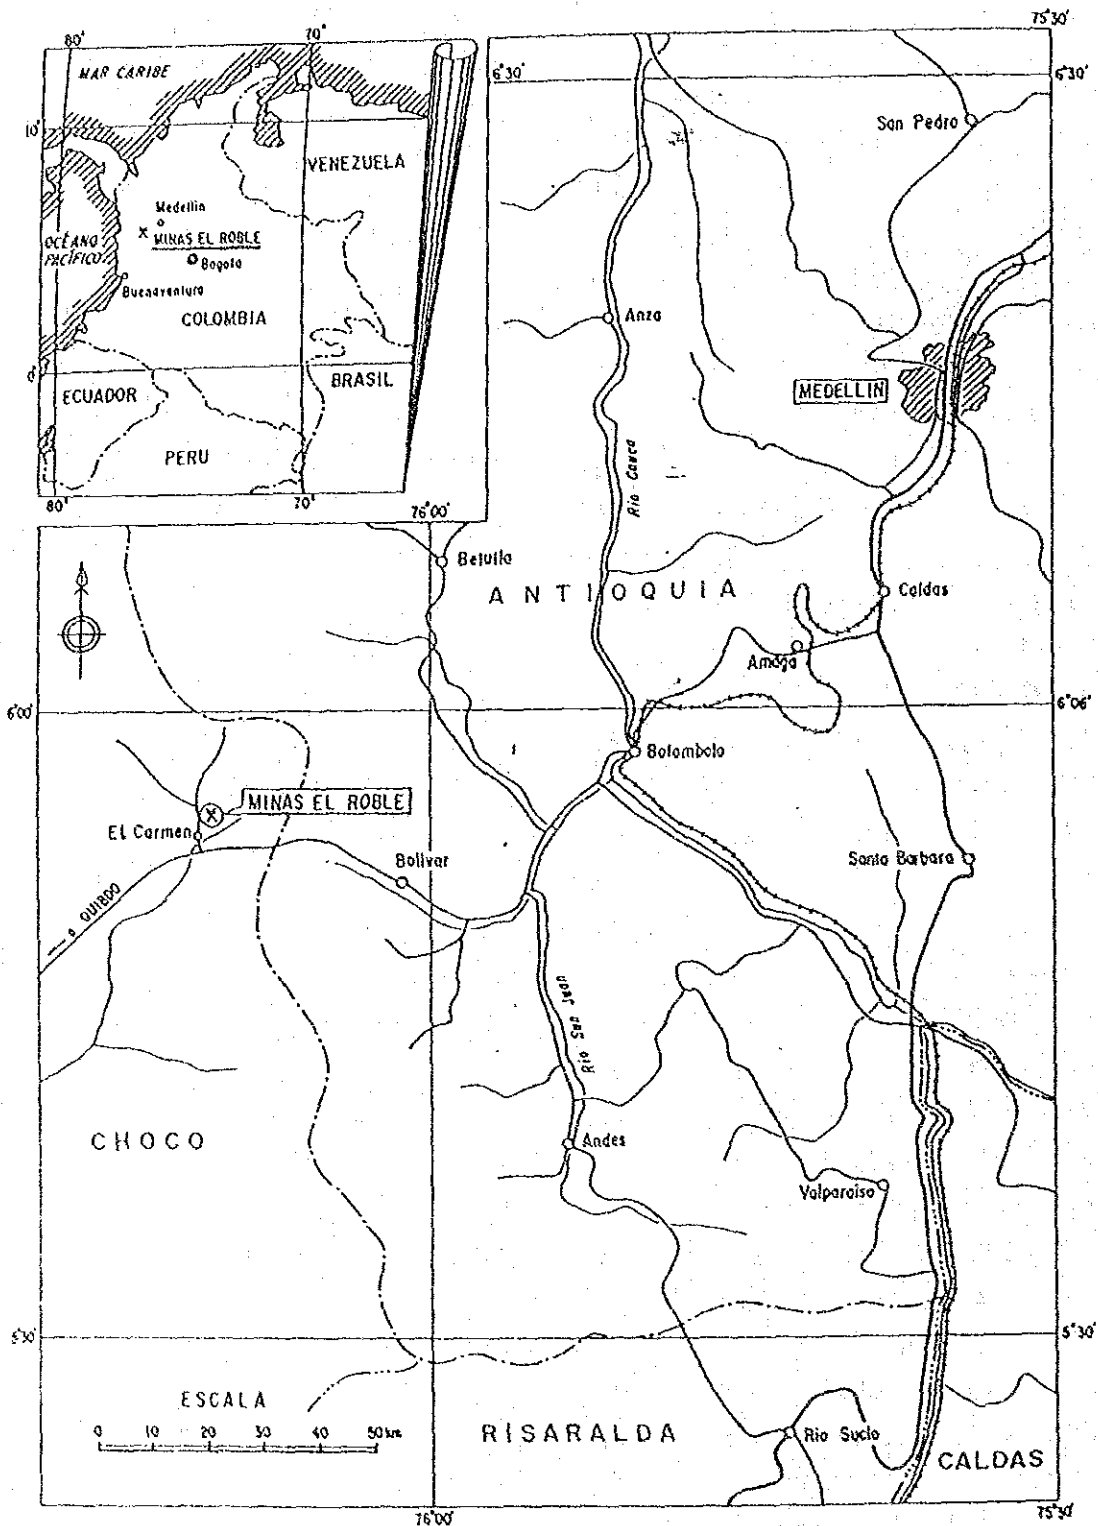 80°
70°
MAR CARIBE
10°
VENEZUELA
Medellin
X MINAS EL ROBLE
OCÉANO
PACÍFICO
Bogota
Buenaventura
COLOMBIA
0°
ECUADOR
BRASIL
PERU
80°
70°
75°30'
6°30'
6°30'
San Pedro
Anza
MEDELLIN
Rio Cauca
76°00'
Betulia
ANTIOQUIA
Caldas
Amaga
6°00'
6°06'
Bolombolo
MINAS EL ROBLE
El Carmen
Bolivar
Santa Barbara
a QUIBDO
Rio San Juan
CHOCO
Andes
Valparaiso
5°30'
5°30'
ESCALA
0 10 20 30 40 50 km
RISARALDA
Rio Sucio
CALDAS
76°00'
75°30'